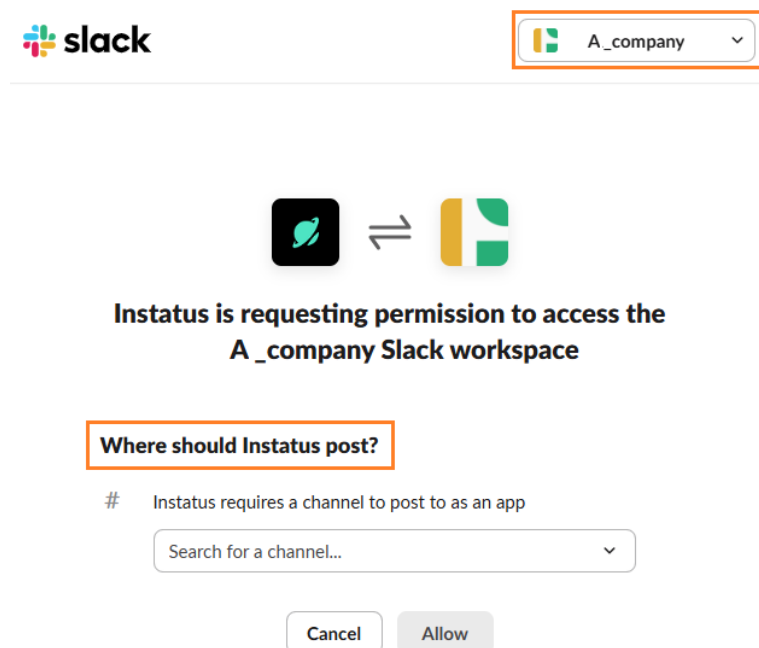 slack
A_company
Instatus is requesting permission to access the
A _company Slack workspace
Where should Instatus post?
# Instatus requires a channel to post to as an app
Search for a channel...
Cancel Allow